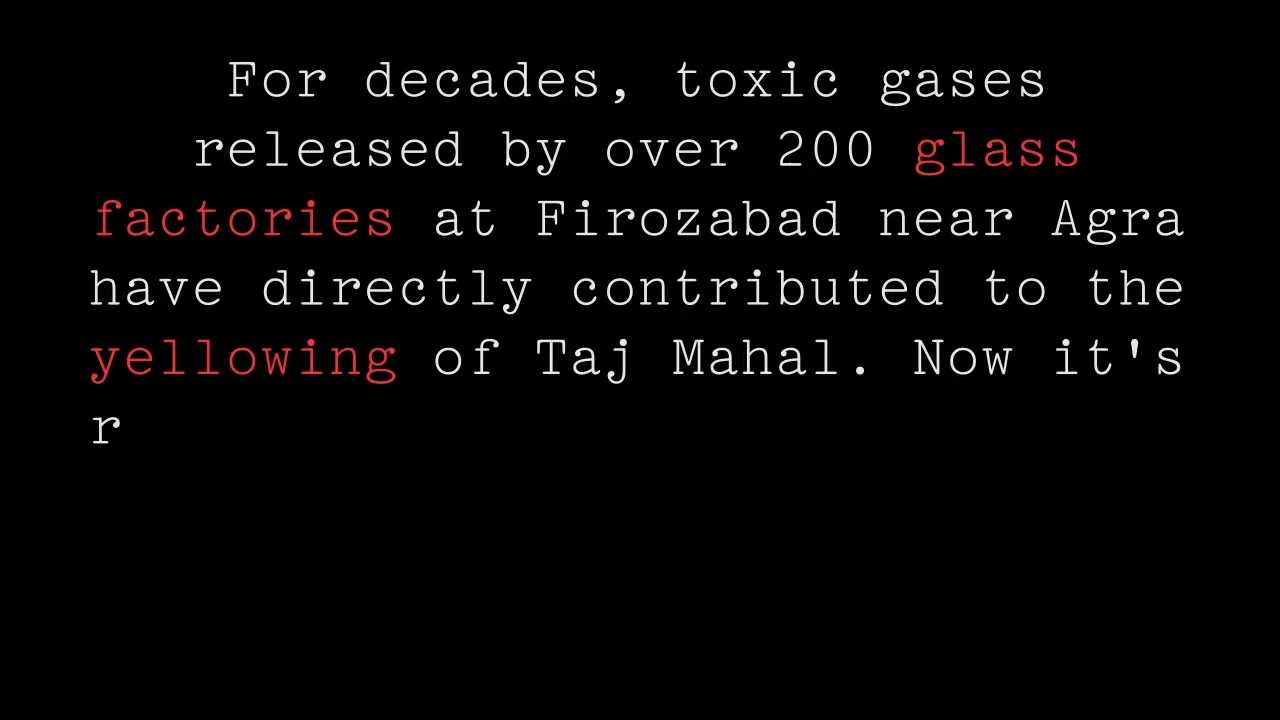 For decades, toxic gases
released by over 200 glass
factories at Firozabad near Agra
have directly contributed to the
yellowing of Taj Mahal. Now it's
r